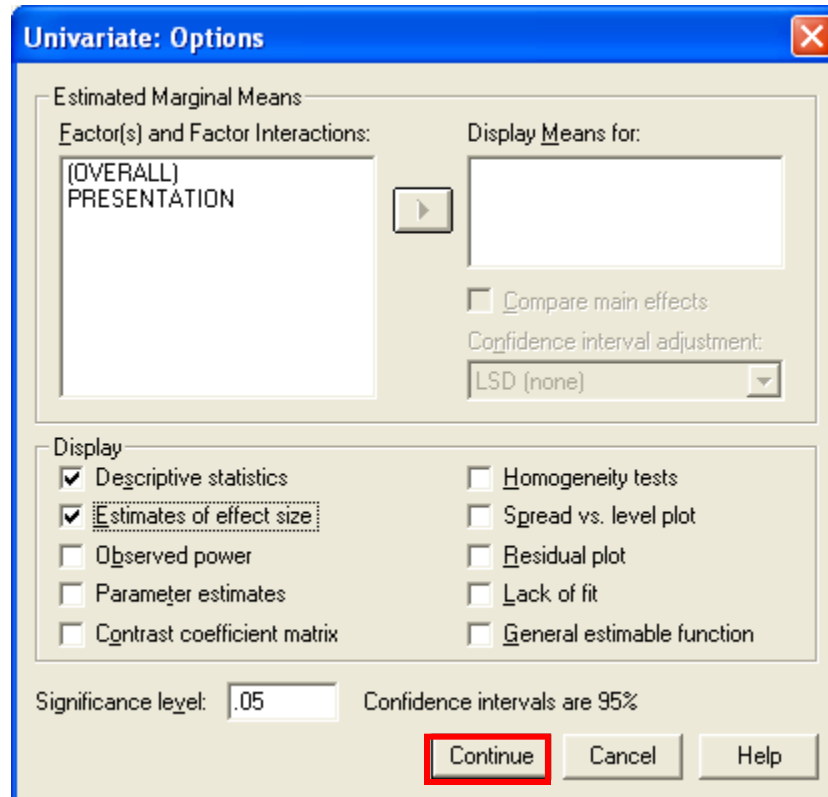 Univariate: Options
Estimated Marginal Means
Factor(s) and Factor Interactions:
(OVERALL)
PRESENTATION
Display Means for:
Compare main effects
Confidence interval adjustment:
LSD (none)
Display
Descriptive statistics
Estimates of effect size
Observed power
Parameter estimates
Contrast coefficient matrix
Homogeneity tests
Spread vs. level plot
Residual plot
Lack of fit
General estimable function
Significance level: .05 Confidence intervals are 95%
Continue Cancel Help